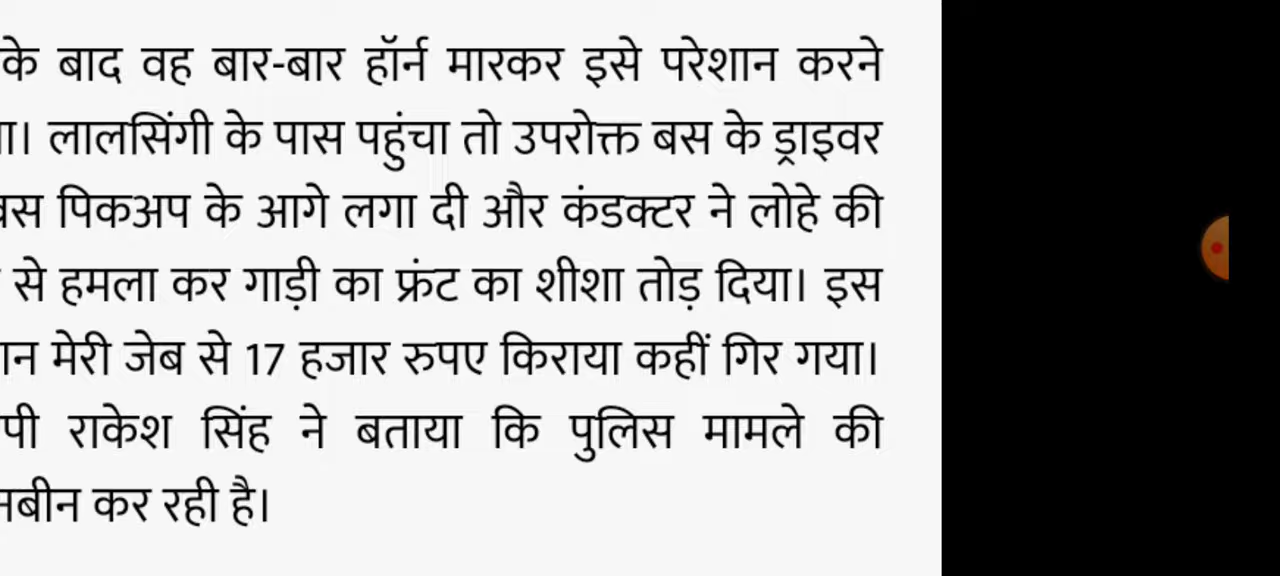 के बाद वह बार-बार हॉर्न मारकर इसे परेशान करने
लालसिंगी के पास पहुंचा तो उपरोक्त बस के ड्राइवर
पिकअप के आगे लगा दी और कंडक्टर ने लोहे की
से हमला कर गाड़ी का फ्रंट का शीशा तोड़ दिया। इस
मेरी जेब से 17 हजार रुपए किराया कहीं गिर गया।
राकेश सिंह ने बताया कि पुलिस मामले की
कर रही है।